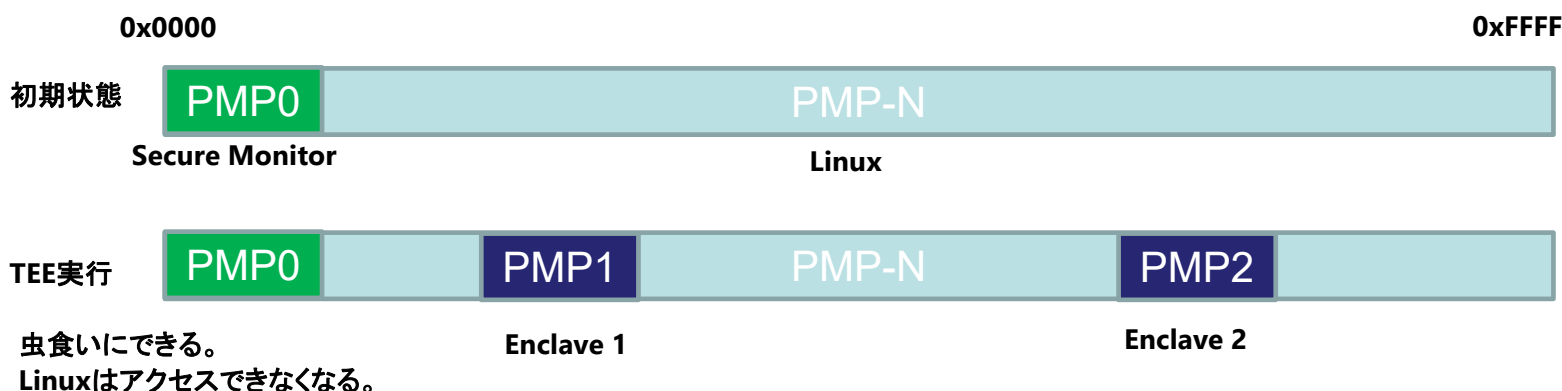 0x0000 0xFFFF
初期状態 PMP0 PMP-N
Secure Monitor Linux
TEE実行 PMP0 PMP1 PMP-N PMP2
Enclave 1 Enclave 2
虫食いにできる。
Linuxはアクセスできなくなる。